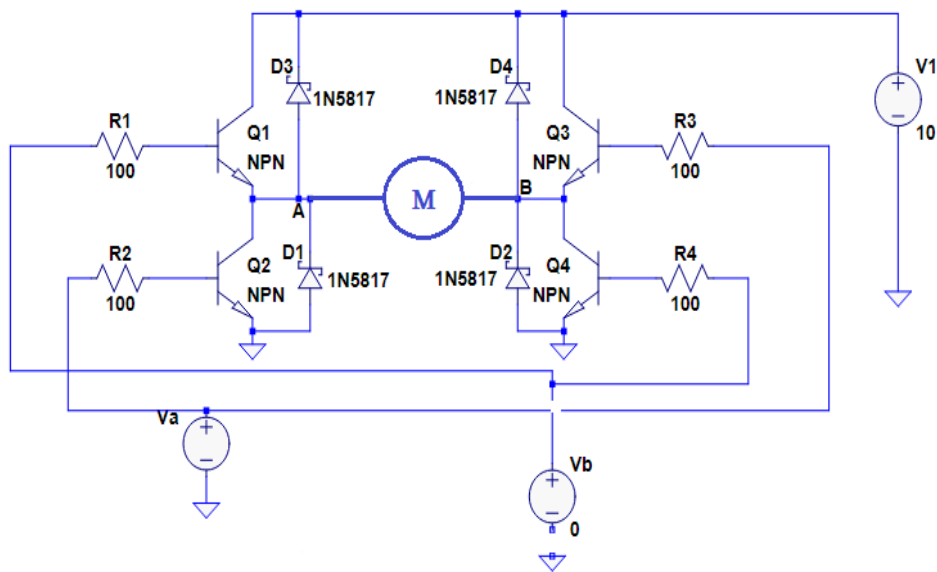 D3
1N5817
D4
1N5817
V1
10
R1
100
Q1
NPN
Q3
NPN
R3
100
A
M
B
R2
100
Q2
NPN
D1
1N5817
D2
1N5817
Q4
NPN
R4
100
Va
Vb
0